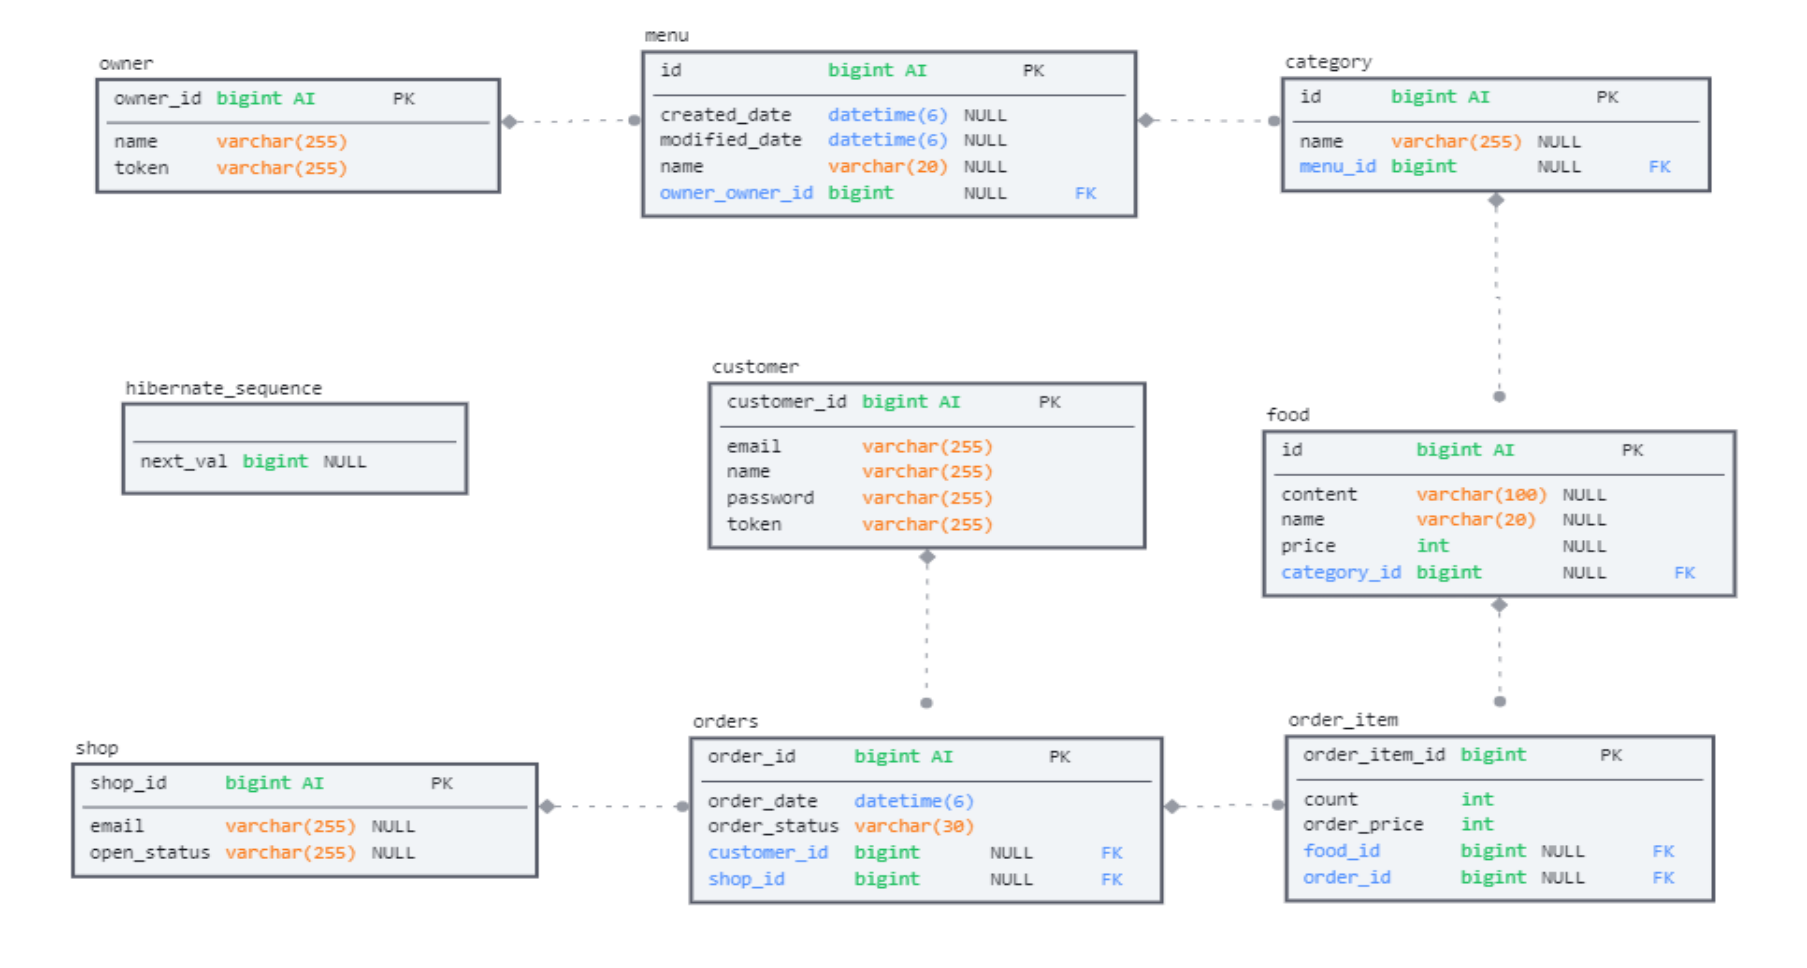 owner
owner_id bigint AI PK
name varchar(255)
token varchar(255)
menu
id bigint AI PK
created_date datetime(6) NULL
modified_date datetime(6) NULL
name varchar(20) NULL
owner_owner_id bigint NULL FK
category
id bigint AI PK
name varchar(255) NULL
menu_id bigint NULL FK
hibernate_sequence
next_val bigint NULL
customer
customer_id bigint AI PK
email varchar(255)
name varchar(255)
password varchar(255)
token varchar(255)
food
id bigint AI PK
content varchar(100) NULL
name varchar(20) NULL
price int NULL
category_id bigint NULL FK
shop
shop_id bigint AI PK
email varchar(255) NULL
open_status varchar(255) NULL
orders
order_id bigint AI PK
order_date datetime(6)
order_status varchar(30)
customer_id bigint NULL FK
shop_id bigint NULL FK
order_item
order_item_id bigint PK
count int
order_price int
food_id bigint NULL FK
order_id bigint NULL FK